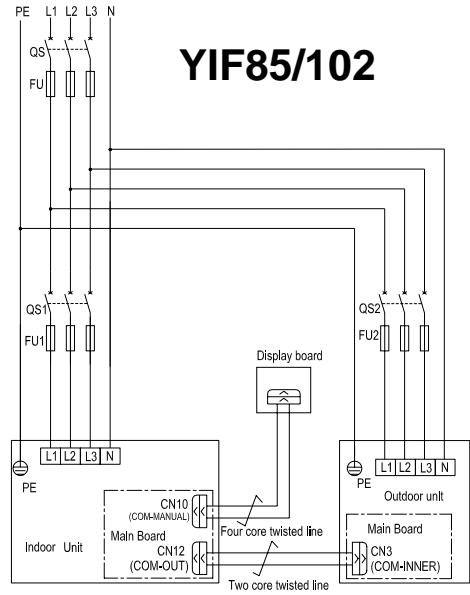 PE L1 L2 L3 N
QS
YIF85/102
FU
QS1
QS2
FU1
FU2
Display board
L1 L2 L3 N
L1 L2 L3 N
PE
PE
Outdoor unit
CN10
(COM-MANUAL)
Four core twisted line
Main Board
Main Board
Indoor Unit
CN12
(COM-OUT)
CN3
(COM-INNER)
Two core twisted line